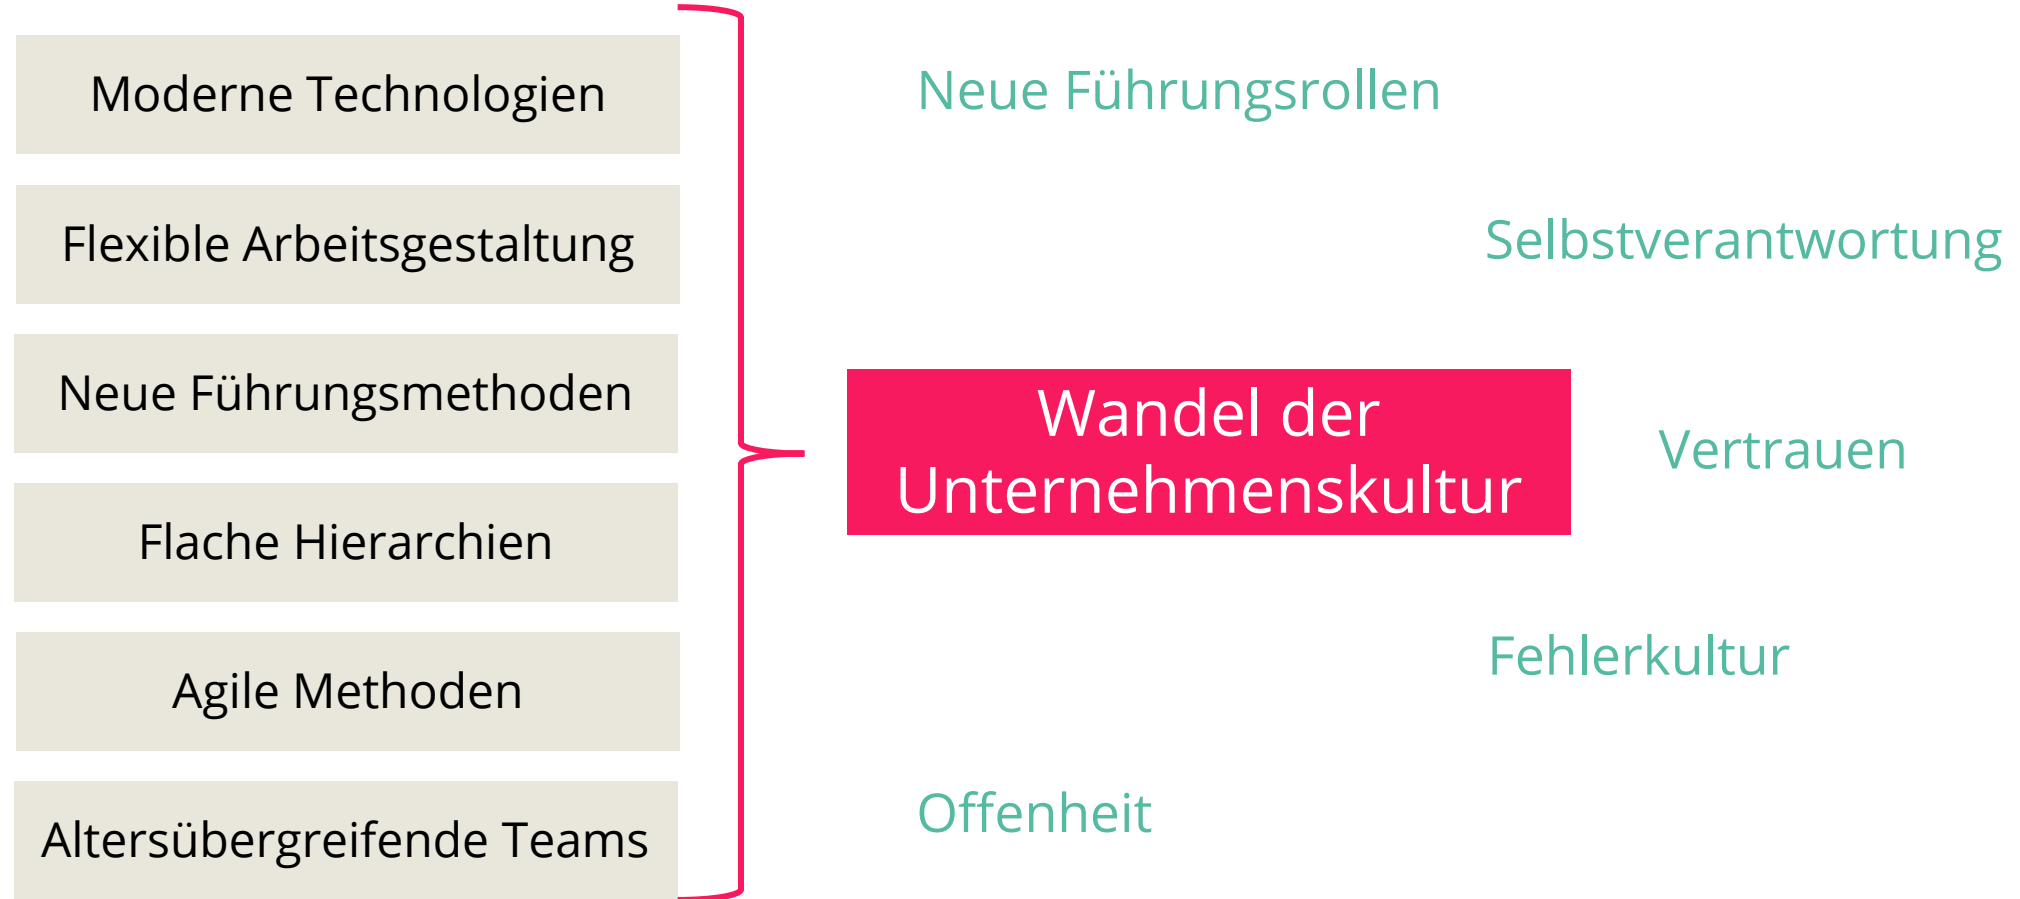 Moderne Technologien
Flexible Arbeitsgestaltung
Neue Führungsmethoden
Flache Hierarchien
Agile Methoden
Altersübergreifende Teams
Wandel der
Unternehmenskultur
Neue Führungsrollen
Selbstverantwortung
Vertrauen
Fehlerkultur
Offenheit